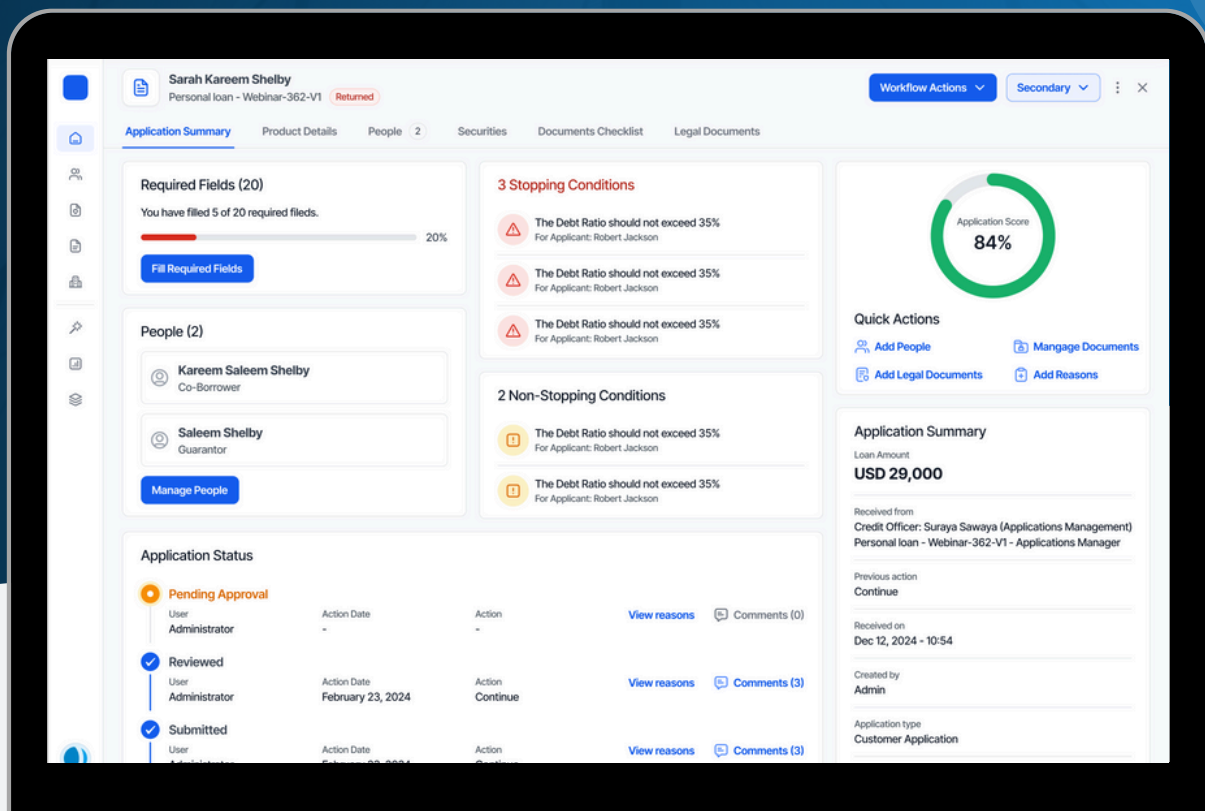 Sarah Kareem Shelby
Personal loan - Webinar-362-V1 Returned
Workflow Actions
Secondary
Application Summary
Product Details
People 2
Securities
Documents Checklist
Legal Documents
Required Fields (20)
You have filled 5 of 20 required fileds.
20%
Fill Required Fields
People (2)
Kareem Saleem Shelby
Co-Borrower
Saleem Shelby
Guarantor
Manage People
3 Stopping Conditions
The Debt Ratio should not exceed 35%
For Applicant: Robert Jackson
The Debt Ratio should not exceed 35%
For Applicant: Robert Jackson
The Debt Ratio should not exceed 35%
For Applicant: Robert Jackson
2 Non-Stopping Conditions
The Debt Ratio should not exceed 35%
For Applicant: Robert Jackson
The Debt Ratio should not exceed 35%
For Applicant: Robert Jackson
Application Score
84%
Quick Actions
Add People
Mangage Documents
Add Legal Documents
Add Reasons
Application Status
Pending Approval
User Action Date Action View reasons Comments (0)
Administrator - -
Reviewed
User Action Date Action View reasons Comments (3)
Administrator February 23, 2024 Continue
Submitted
User Action Date Action View reasons Comments (3)
Application Summary
Loan Amount
USD 29,000
Received from
Credit Officer: Suraya Sawaya (Applications Management)
Personal loan - Webinar-362-V1 - Applications Manager
Previous action
Continue
Received on
Dec 12, 2024 - 10:54
Created by
Admin
Application type
Customer Application